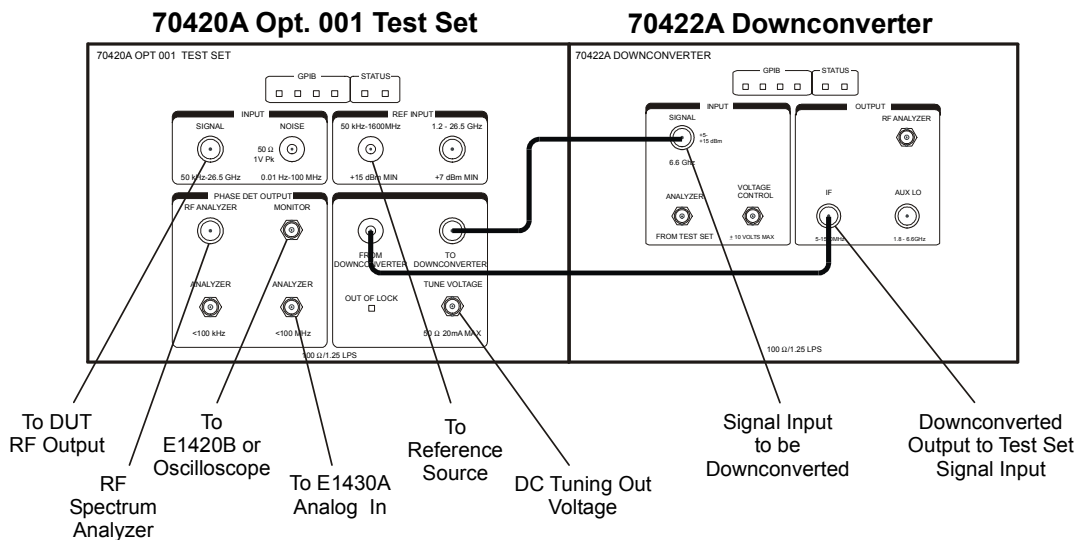 70420A Opt. 001 Test Set
70422A Downconverter
70420A OPT 001 TEST SET
GPIB
STATUS
INPUT
SIGNAL
NOISE
50 Ω
1V Pk
50 kHz-26.5 GHz
0.01 Hz-100 MHz
REF INPUT
50 kHz-1600MHz
1.2 - 26.5 GHz
+15 dBm MIN
+7 dBm MIN
PHASE DET OUTPUT
RF ANALYZER
MONITOR
ANALYZER
ANALYZER
<100 kHz
<100 MHz
FROM
DOWNCONVERTER
TO
DOWNCONVERTER
OUT OF LOCK
TUNE VOLTAGE
50 Ω 20mA MAX
100 Ω/1.25 LPS
70422A DOWNCONVERTER
GPIB
STATUS
INPUT
SIGNAL
+5-
+15 dBm
6.6 Ghz
ANALYZER
VOLTAGE
CONTROL
FROM TEST SET
± 10 VOLTS MAX
OUTPUT
RF ANALYZER
IF
AUX LO
1.8 - 6.6GHz
100 Ω/1.25 LPS
To DUT
RF Output
RF
Spectrum
Analyzer
To
E1420B or
Oscilloscope
To E1430A
Analog In
To
Reference
Source
DC Tuning Out
Voltage
Signal Input
to be
Downconverted
Downconverted
Output to Test Set
Signal Input